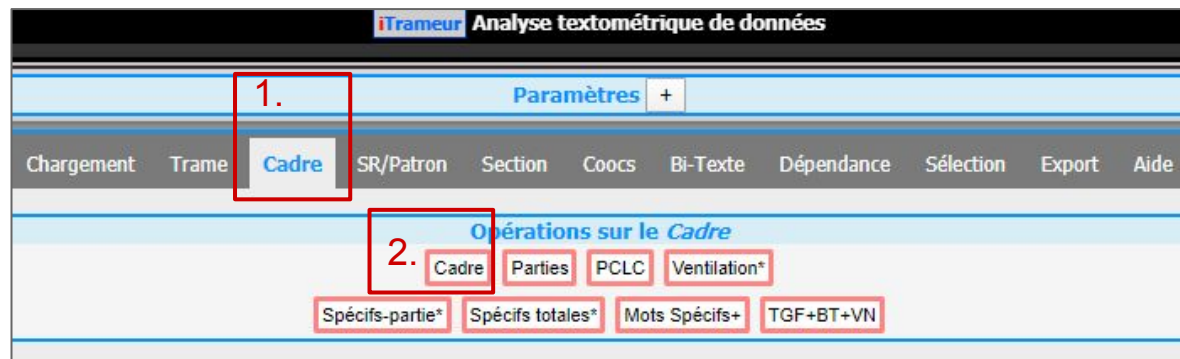 iTrameur Analyse textométrique de données
1.
Paramètres +
Chargement Trame Cadre SR/Patron Section Coocs Bi-Texte Dépendance Sélection Export Aide
Opérations sur le Cadre
2.
Cadre Parties PCLC Ventilation*
Spécifs-partie* Spécifs totales* Mots Spécifs+ TGF+BT+VN